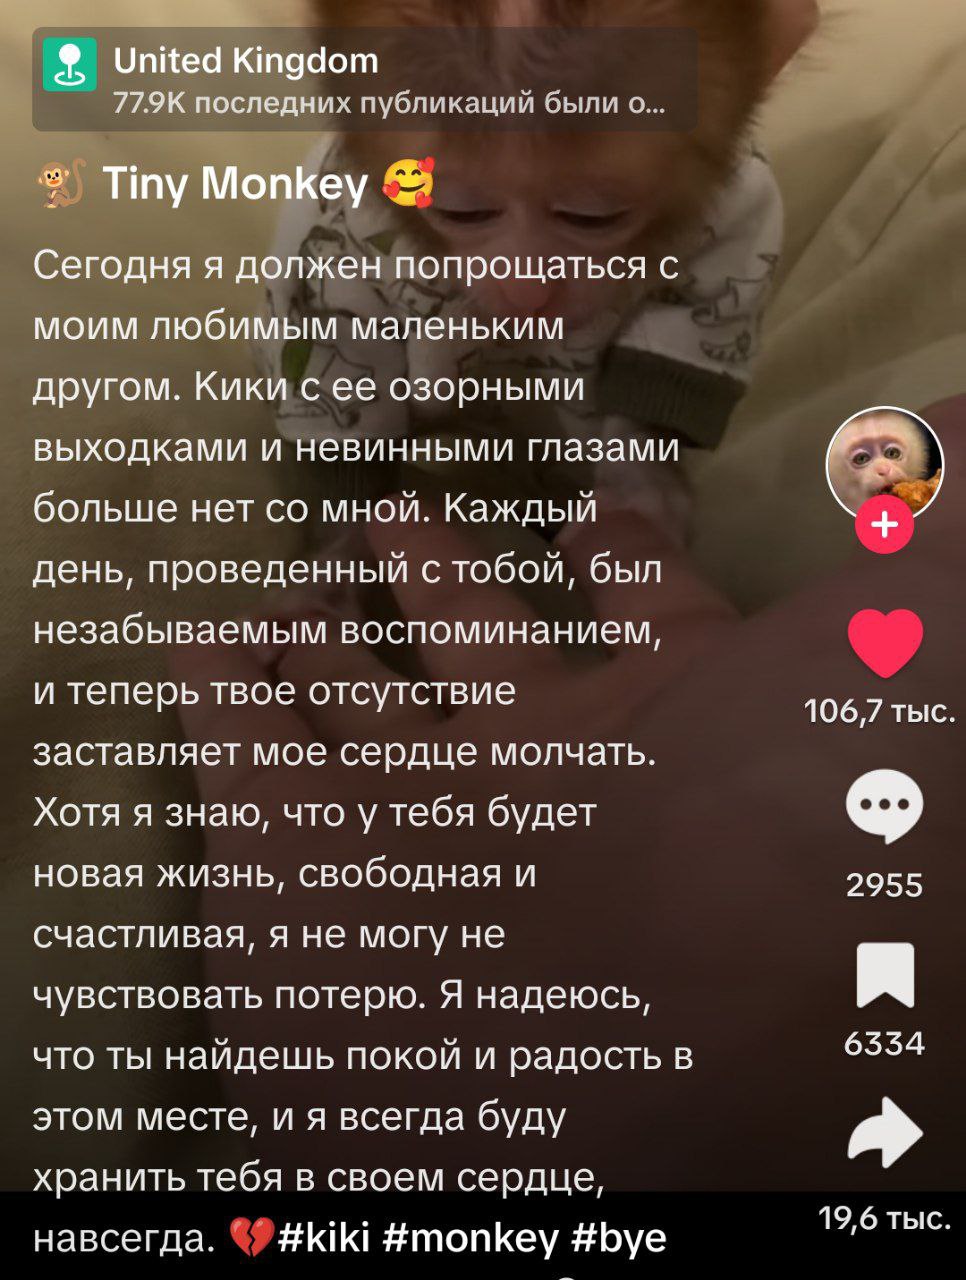 United Kingdom
77.9K последних публикаций были о...
🐒 Tiny Monkey 🥰
Сегодня я должен попрощаться с
моим любимым маленьким
другом. Кики с ее озорными
выходками и невинными глазами
больше нет со мной. Каждый
день, проведенный с тобой, был
незабываемым воспоминанием,
и теперь твое отсутствие
заставляет мое сердце молчать.
Хотя я знаю, что у тебя будет
новая жизнь, свободная и
счастливая, я не могу не
чувствовать потерю. Я надеюсь,
что ты найдешь покой и радость в
этом месте, и я всегда буду
хранить тебя в своем сердце,
навсегда. 💔#kiki #monkey #bye
106,7 тыс.
2955
6334
19,6 тыс.